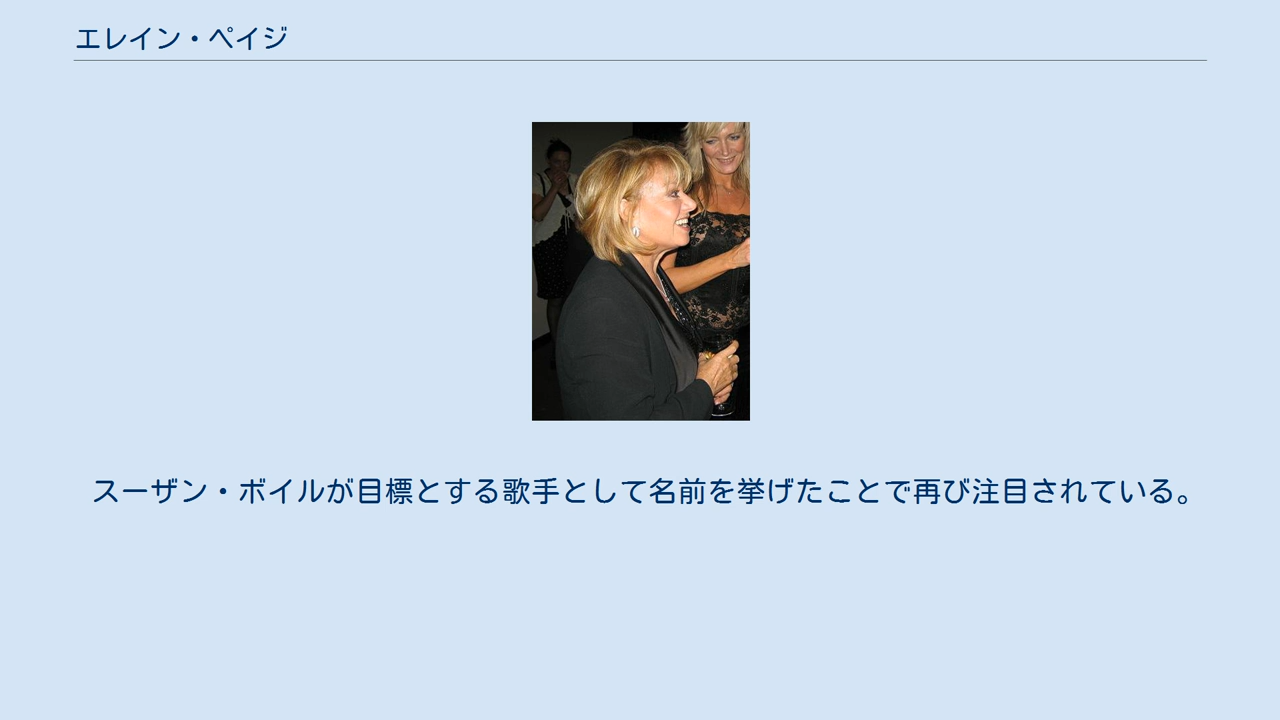 エレイン・ペイジ
スーザン・ボイルが目標とする歌手として名前を挙げたことで再び注目されている。